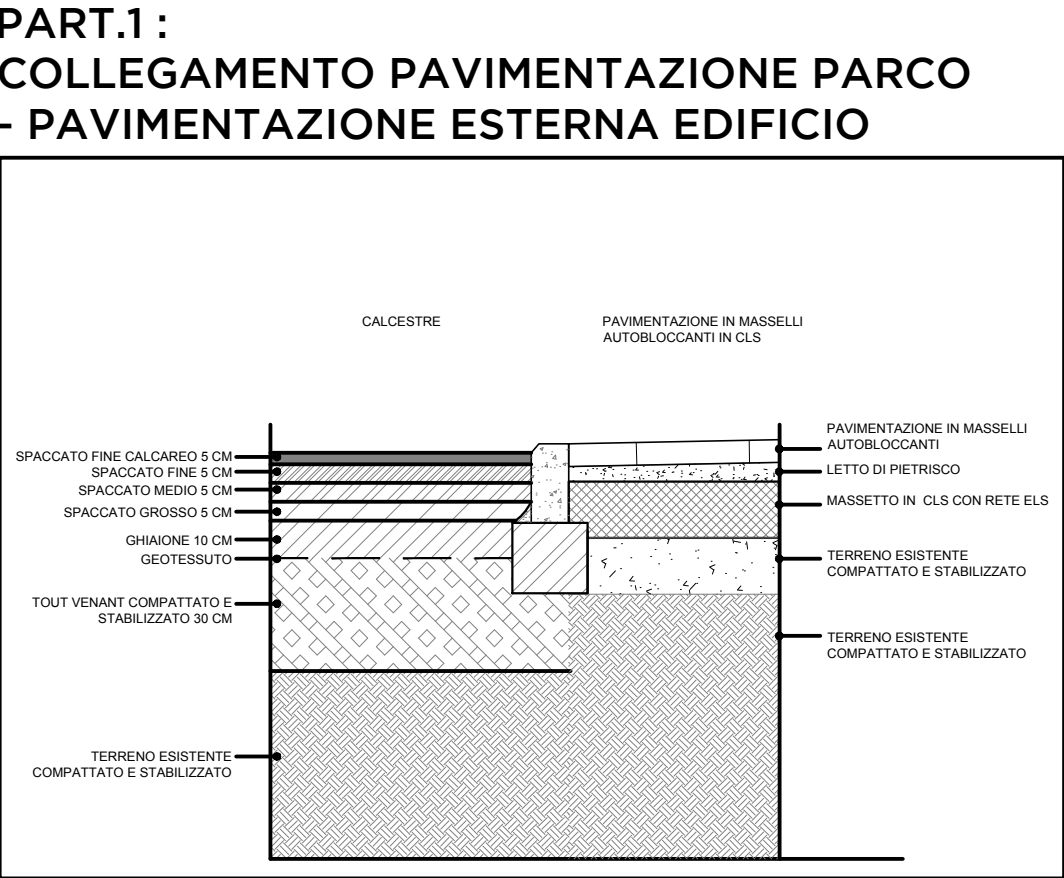 PART.1 :
COLLEGAMENTO PAVIMENTAZIONE PARCO
- PAVIMENTAZIONE ESTERNA EDIFICIO
CALCESTRE
PAVIMENTAZIONE IN MASSELLI
AUTOBLOCCANTI IN CLS
SPACCATO FINE CALCAREO 5 CM
SPACCATO FINE 5 CM
SPACCATO MEDIO 5 CM
SPACCATO GROSSO 5 CM
GHIAIONE 10 CM
GEOTESSUTO
TOUT VENANT COMPATTATO E
STABILIZZATO 30 CM
TERRENO ESISTENTE
COMPATTATO E STABILIZZATO
PAVIMENTAZIONE IN MASSELLI
AUTOBLOCCANTI
LETTO DI PIETRISCO
MASSETTO IN  CLS CON RETE ELS
TERRENO ESISTENTE
COMPATTATO E STABILIZZATO
TERRENO ESISTENTE
COMPATTATO E STABILIZZATO